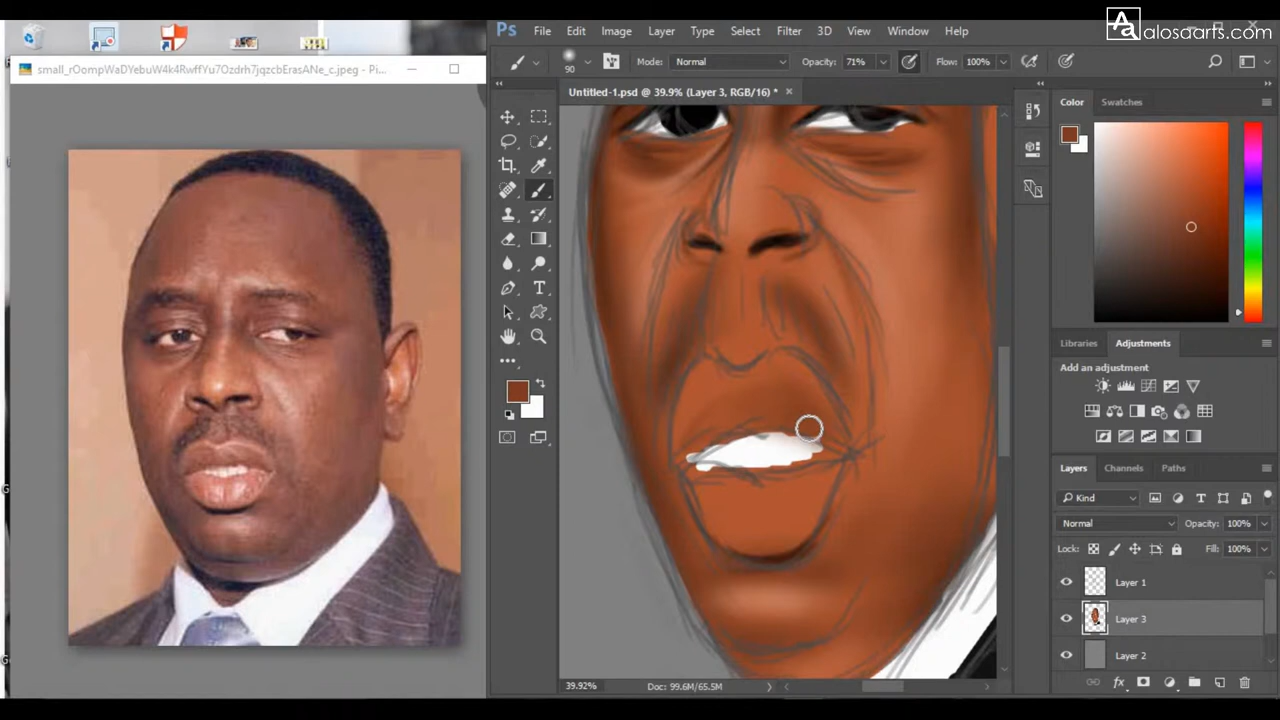 Aa alosoarts.com
small_rOompWaDYebuW4k4RwffYu7Ozdrh7jqzcbErasANe_c.jpeg - Pi...
Ps File Edit Image Layer Type Select Filter 3D View Window Help
90 Mode: Normal Opacity: 71% Flow: 100%
Untitled-1.psd @ 39.9% (Layer 3, RGB/16) *
Color Swatches
Libraries Adjustments
Add an adjustment
Layers Channels Paths
Kind
Normal Opacity: 100%
Lock: Fill: 100%
Layer 1
Layer 3
Layer 2
39.92% Doc: 99.6M/65.5M